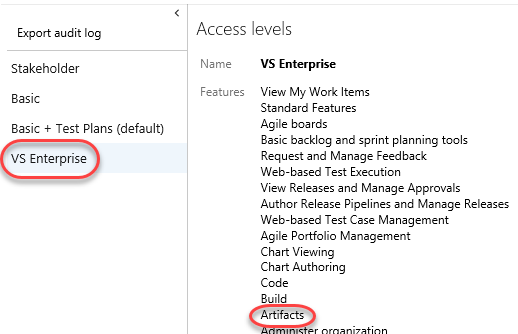 Export audit log
Stakeholder
Basic
Basic + Test Plans (default)
VS Enterprise
Access levels
Name VS Enterprise
Features View My Work Items
Standard Features
Agile boards
Basic backlog and sprint planning tools
Request and Manage Feedback
Web-based Test Execution
View Releases and Manage Approvals
Author Release Pipelines and Manage Releases
Web-based Test Case Management
Agile Portfolio Management
Chart Viewing
Chart Authoring
Code
Build
Artifacts
Administer organization